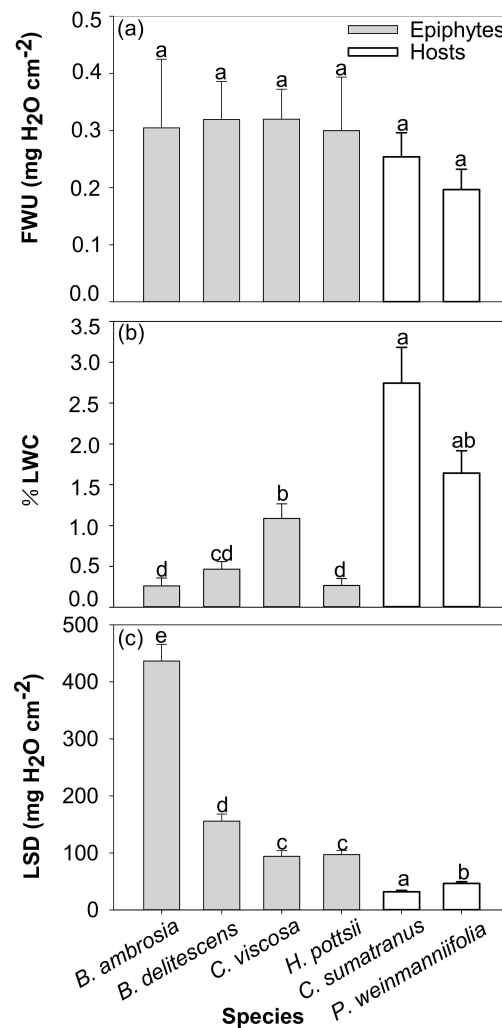 (a)
Epiphytes
Hosts
FWU (mg H2O cm-2)
0.5
0.4
0.3
0.2
0.1
0.0
a a a a a a
(b)
% LWC
3.5
3.0
2.5
2.0
1.5
1.0
0.5
0.0
d cd b d a ab
(c)
LSD (mg H2O cm-2)
500
400
300
200
100
0
e d c c a b
B. ambrosia
B. delitescens
C. viscosa
H. pottsii
C. sumatranus
P. weinmanniifolia
Species